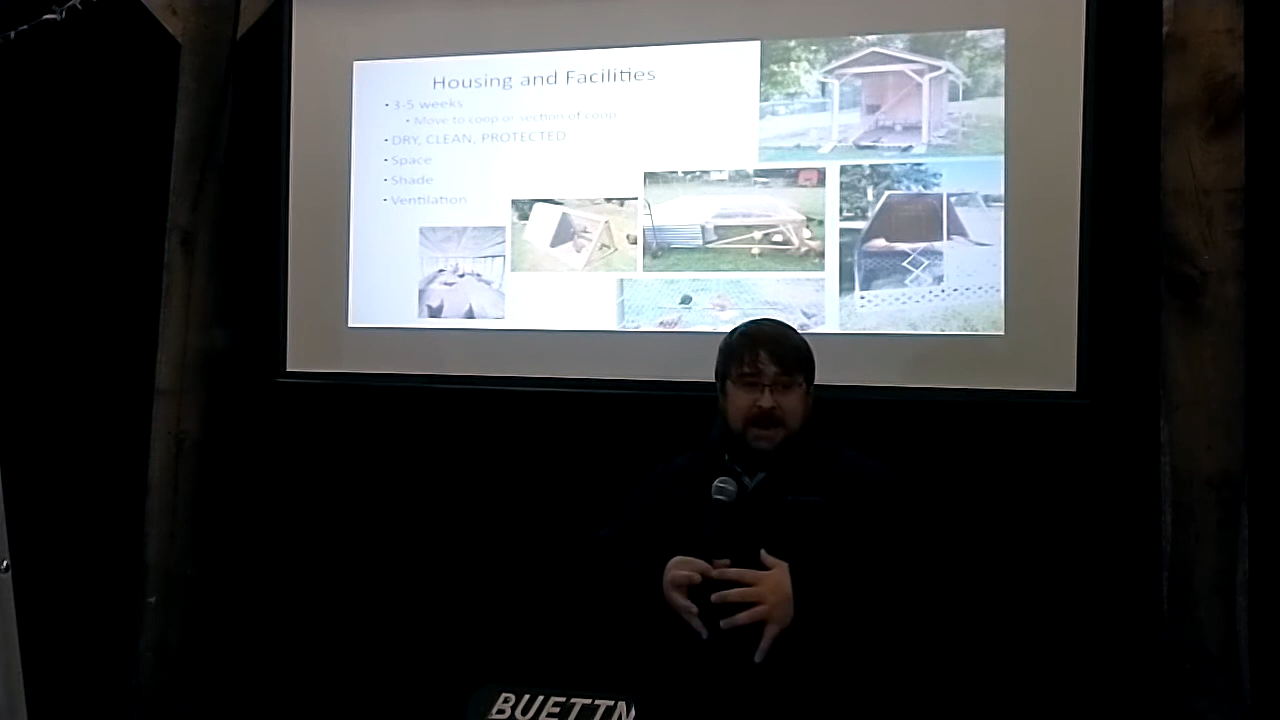 Housing and Facilities
• 3-5 weeks
• Move to coop or section of coop
• DRY, CLEAN, PROTECTED
• Space
• Shade
• Ventilation
BUETTN